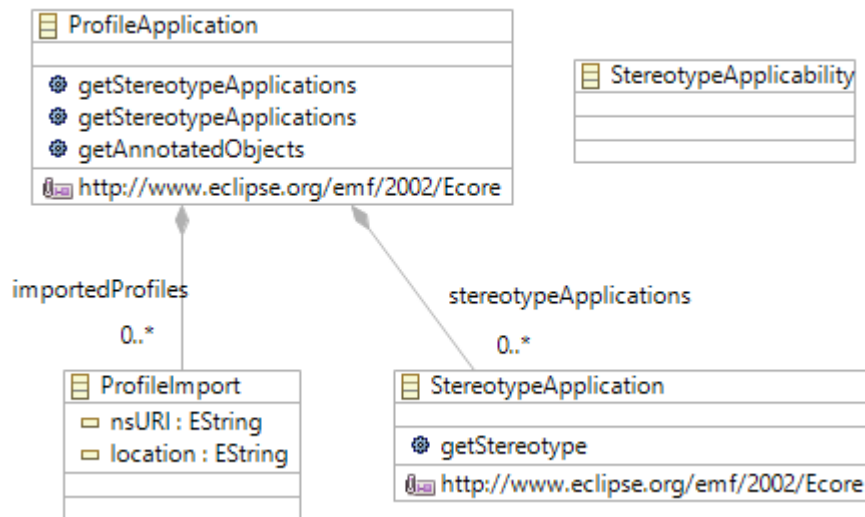 ProfileApplication
getStereotypeApplications
getStereotypeApplications
getAnnotatedObjects
http://www.eclipse.org/emf/2002/Ecore
StereotypeApplicability
importedProfiles
0..*
stereotypeApplications
0..*
ProfileImport
nsURI : EString
location : EString
StereotypeApplication
getStereotype
http://www.eclipse.org/emf/2002/Ecore